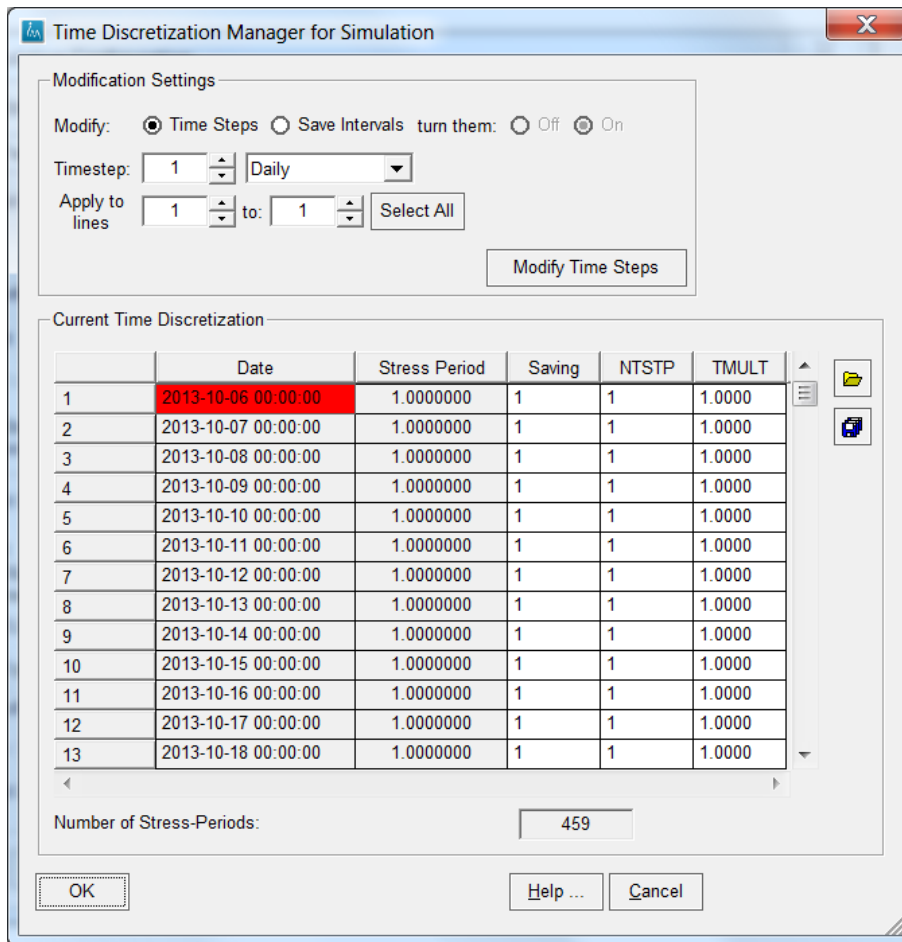 Time Discretization Manager for Simulation
Modification Settings
Modify: Time Steps Save Intervals turn them: Off On
Timestep: 1 Daily
Apply to
lines 1 to: 1 Select All
Modify Time Steps
Current Time Discretization
Date Stress Period Saving NTSTP TMULT
1 2013-10-06 00:00:00 1.0000000 1 1 1.0000
2 2013-10-07 00:00:00 1.0000000 1 1 1.0000
3 2013-10-08 00:00:00 1.0000000 1 1 1.0000
4 2013-10-09 00:00:00 1.0000000 1 1 1.0000
5 2013-10-10 00:00:00 1.0000000 1 1 1.0000
6 2013-10-11 00:00:00 1.0000000 1 1 1.0000
7 2013-10-12 00:00:00 1.0000000 1 1 1.0000
8 2013-10-13 00:00:00 1.0000000 1 1 1.0000
9 2013-10-14 00:00:00 1.0000000 1 1 1.0000
10 2013-10-15 00:00:00 1.0000000 1 1 1.0000
11 2013-10-16 00:00:00 1.0000000 1 1 1.0000
12 2013-10-17 00:00:00 1.0000000 1 1 1.0000
13 2013-10-18 00:00:00 1.0000000 1 1 1.0000
Number of Stress-Periods: 459
OK Help ... Cancel